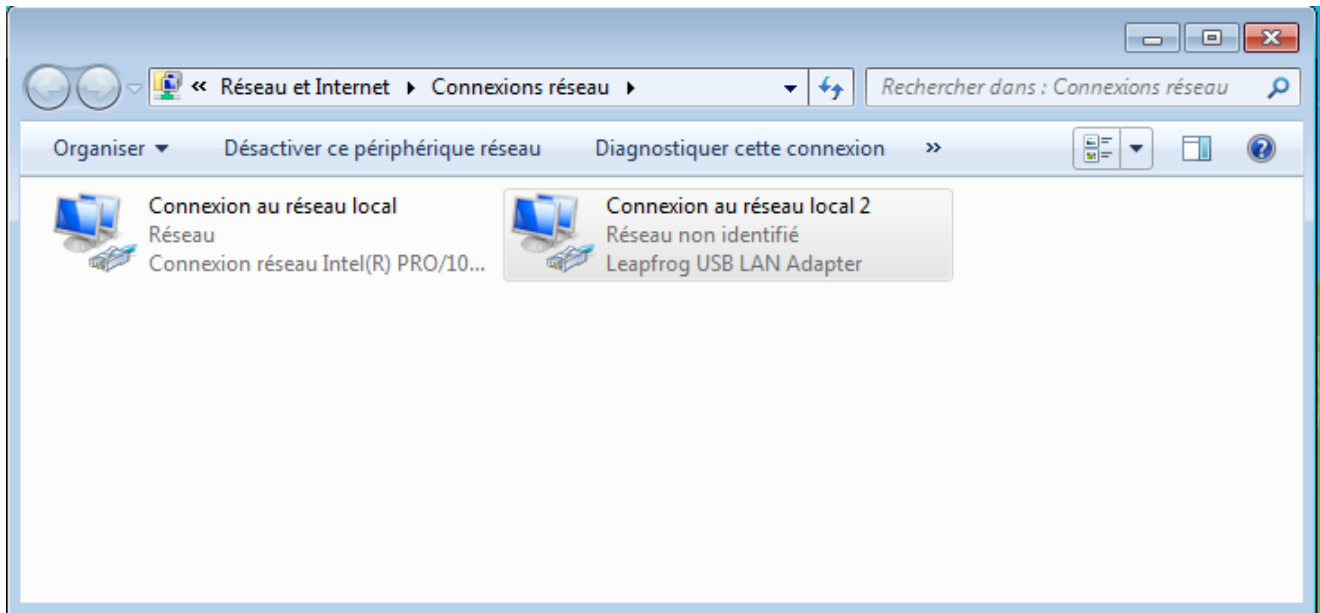 « Réseau et Internet ▸ Connexions réseau ▸
Rechercher dans : Connexions réseau
Organiser ▼ Désactiver ce périphérique réseau Diagnostiquer cette connexion »
Connexion au réseau local
Réseau
Connexion réseau Intel(R) PRO/10...
Connexion au réseau local 2
Réseau non identifié
Leapfrog USB LAN Adapter